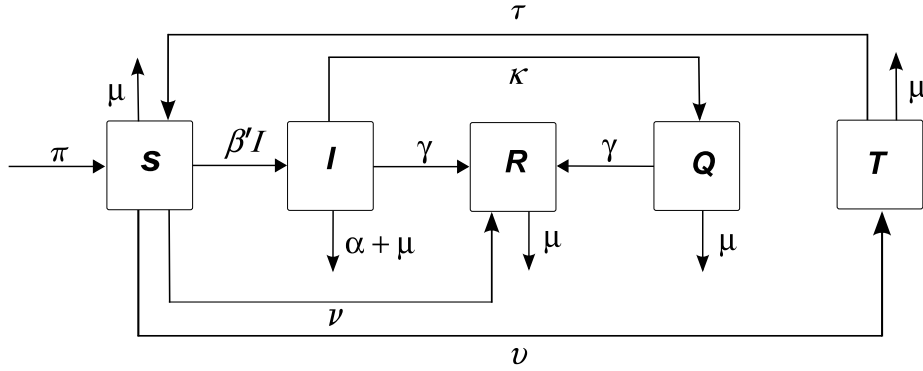 τ
μ
κ
μ
π
S
β′I
I
γ
R
γ
Q
T
α + μ
μ
μ
ν
υ